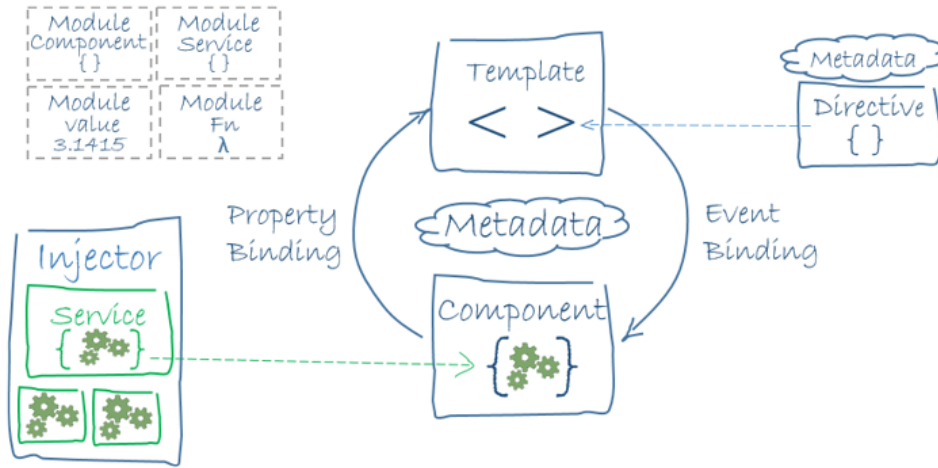 Module
Component
{ }
Module
Service
{ }
Module
value
3.1415
Module
Fn
λ
Template
< >
Metadata
Directive
{ }
Property
Binding
Metadata
Event
Binding
Injector
Service
{ }
Component
{ }